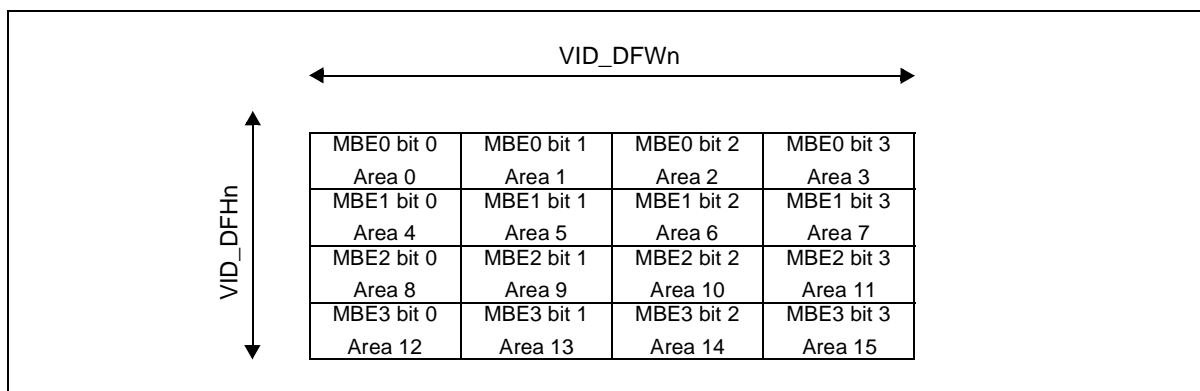 VID_DFWn
VID_DFHn
MBE0 bit 0 MBE0 bit 1 MBE0 bit 2 MBE0 bit 3
Area 0 Area 1 Area 2 Area 3
MBE1 bit 0 MBE1 bit 1 MBE1 bit 2 MBE1 bit 3
Area 4 Area 5 Area 6 Area 7
MBE2 bit 0 MBE2 bit 1 MBE2 bit 2 MBE2 bit 3
Area 8 Area 9 Area 10 Area 11
MBE3 bit 0 MBE3 bit 1 MBE3 bit 2 MBE3 bit 3
Area 12 Area 13 Area 14 Area 15